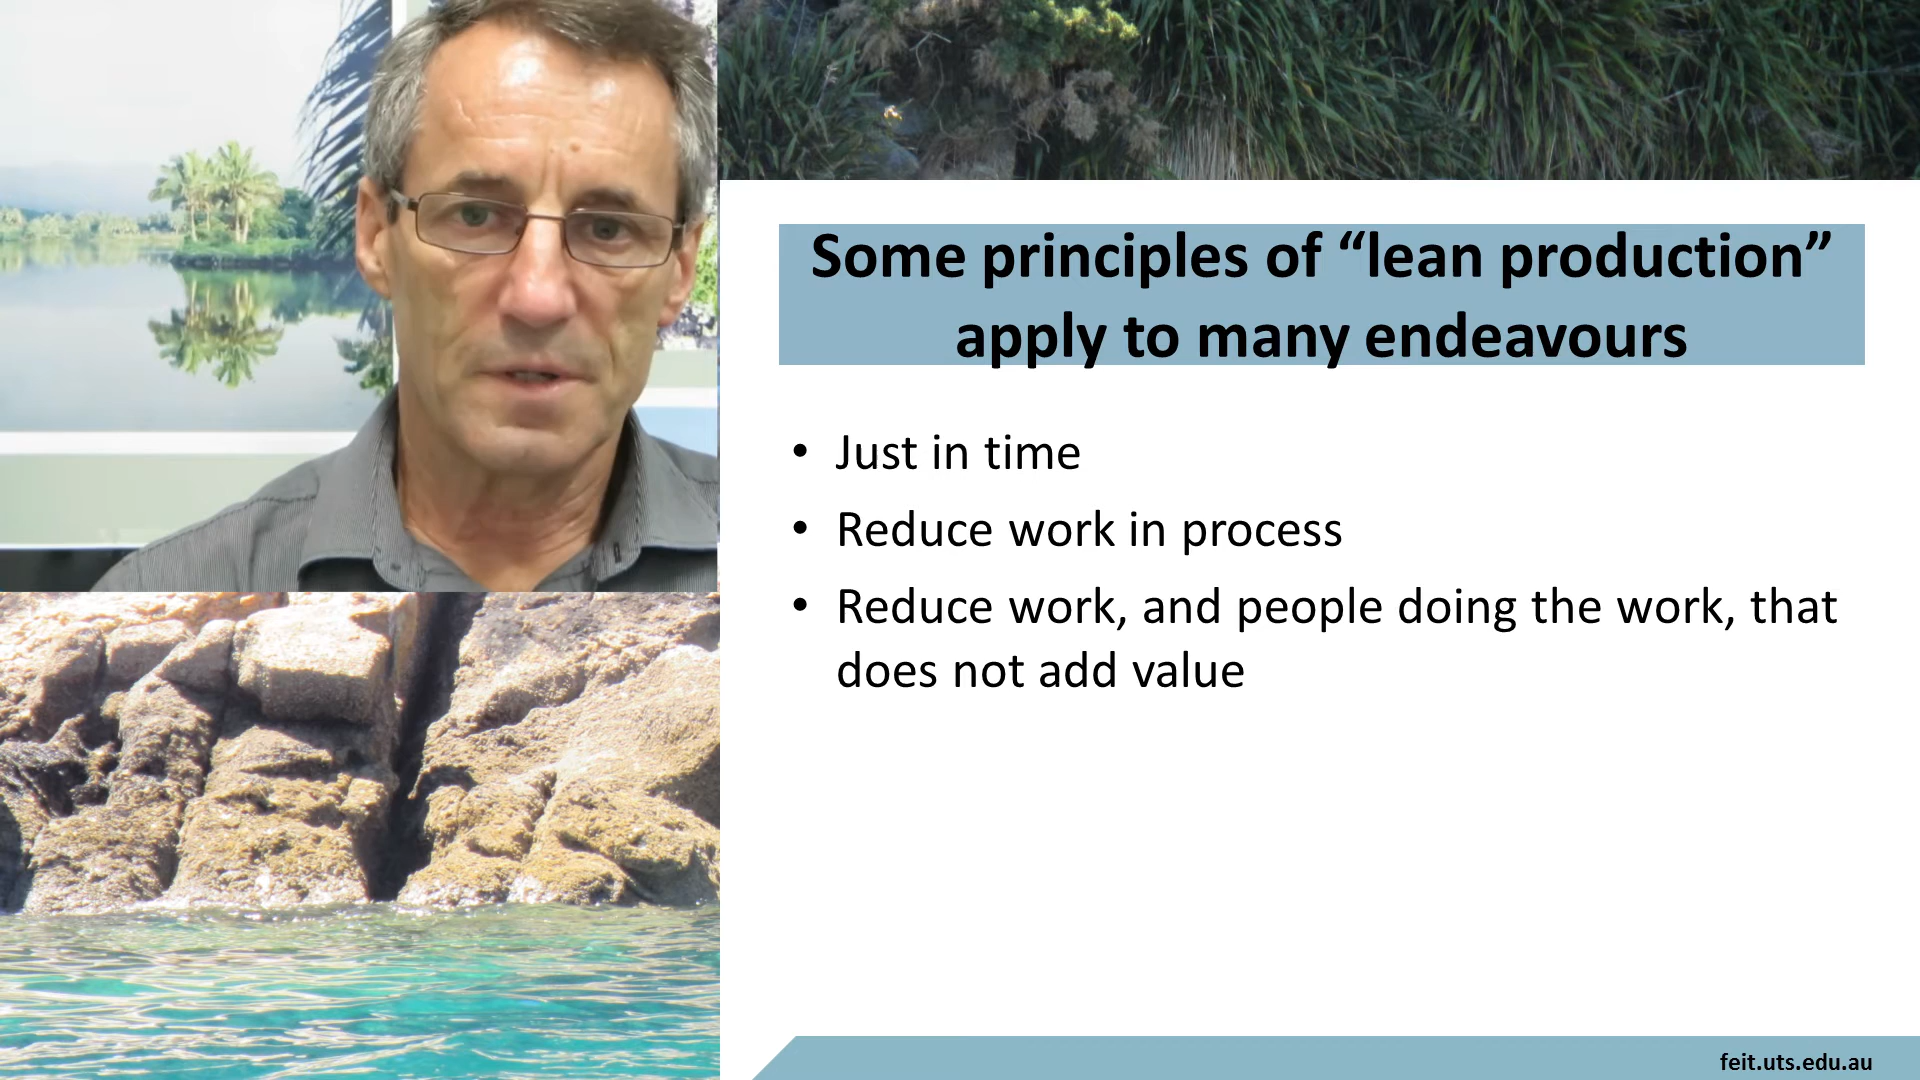 Some principles of “lean production”
apply to many endeavours
• Just in time
• Reduce work in process
• Reduce work, and people doing the work, that
does not add value
feit.uts.edu.au